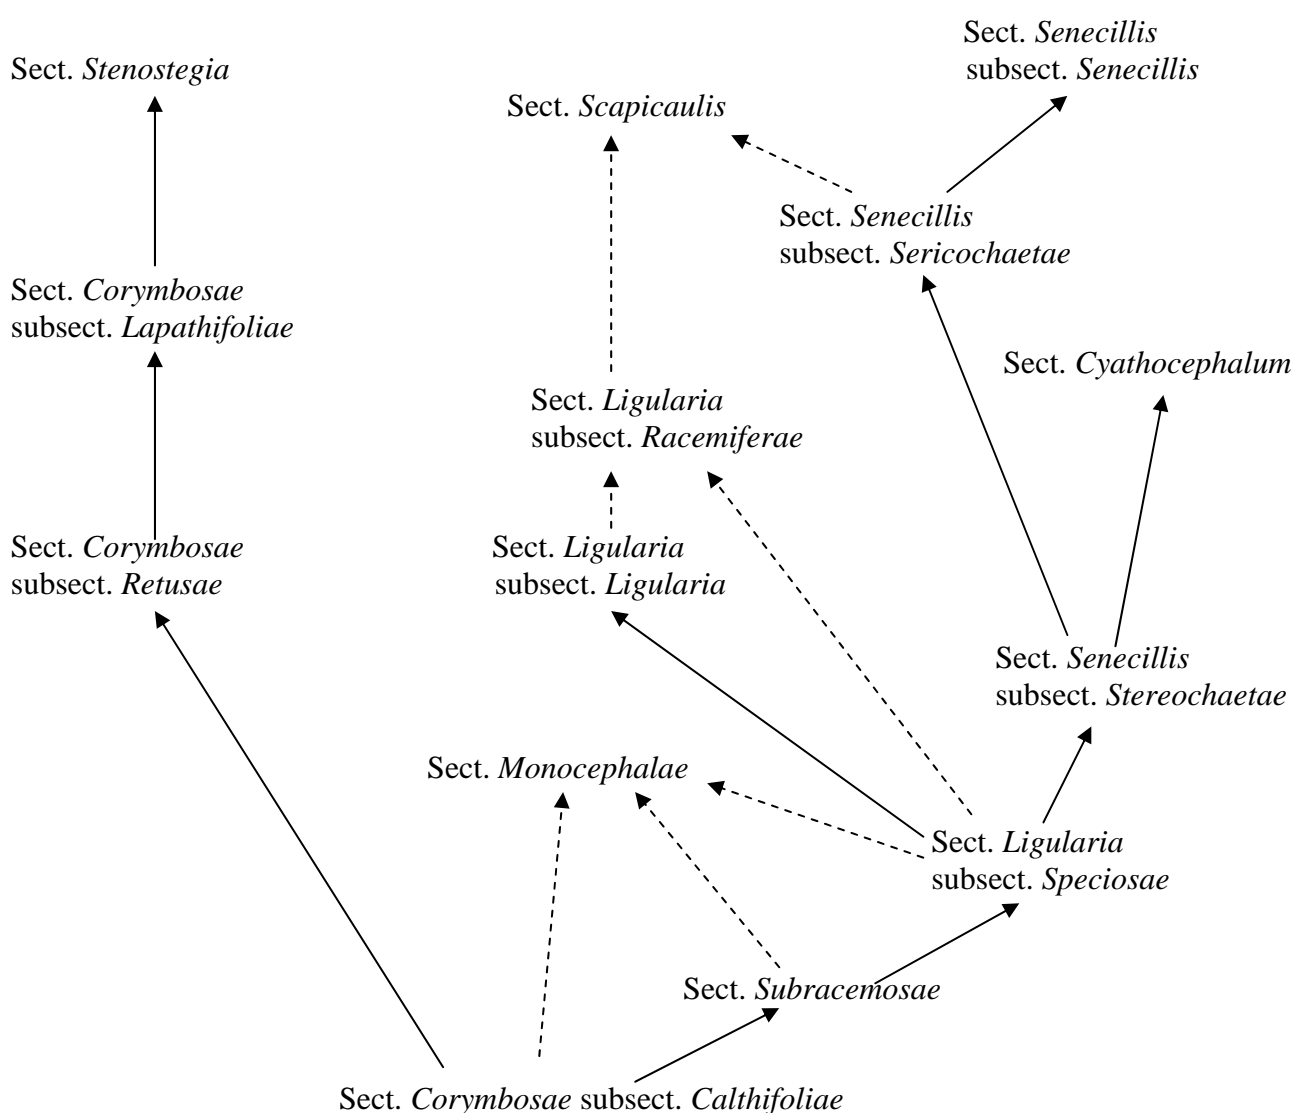 Sect. Senecillis
subsect. Senecillis
Sect. Stenostegia
Sect. Scapicaulis
Sect. Senecillis
subsect. Sericochaetae
Sect. Corymbosae
subsect. Lapathifoliae
Sect. Cyathocephalum
Sect. Ligularia
subsect. Racemiferae
Sect. Corymbosae
subsect. Retusae
Sect. Ligularia
subsect. Ligularia
Sect. Senecillis
subsect. Stereochaetae
Sect. Monocephalae
Sect. Ligularia
subsect. Speciosae
Sect. Subracemosae
Sect. Corymbosae subsect. Calthifoliae